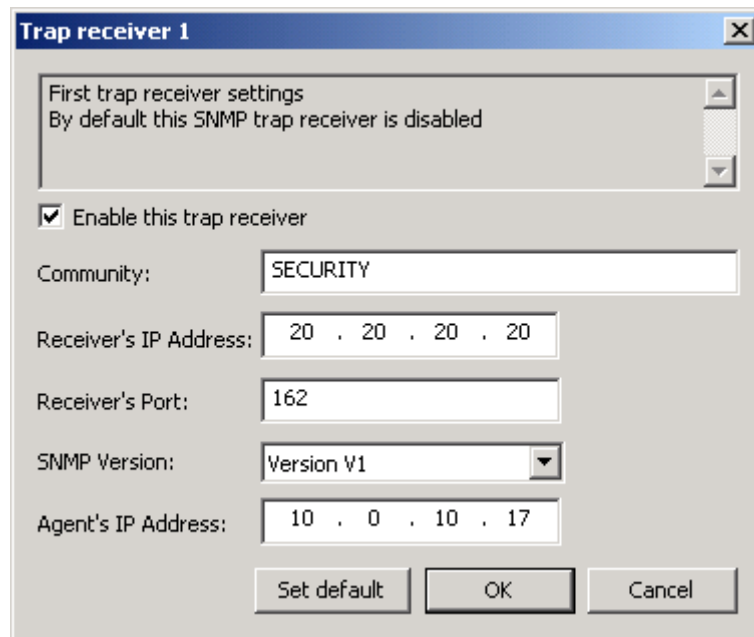 Trap receiver 1
First trap receiver settings
By default this SNMP trap receiver is disabled
Enable this trap receiver
Community: SECURITY
Receiver's IP Address: 20 . 20 . 20 . 20
Receiver's Port: 162
SNMP Version: Version V1
Agent's IP Address: 10 . 0 . 10 . 17
Set default OK Cancel